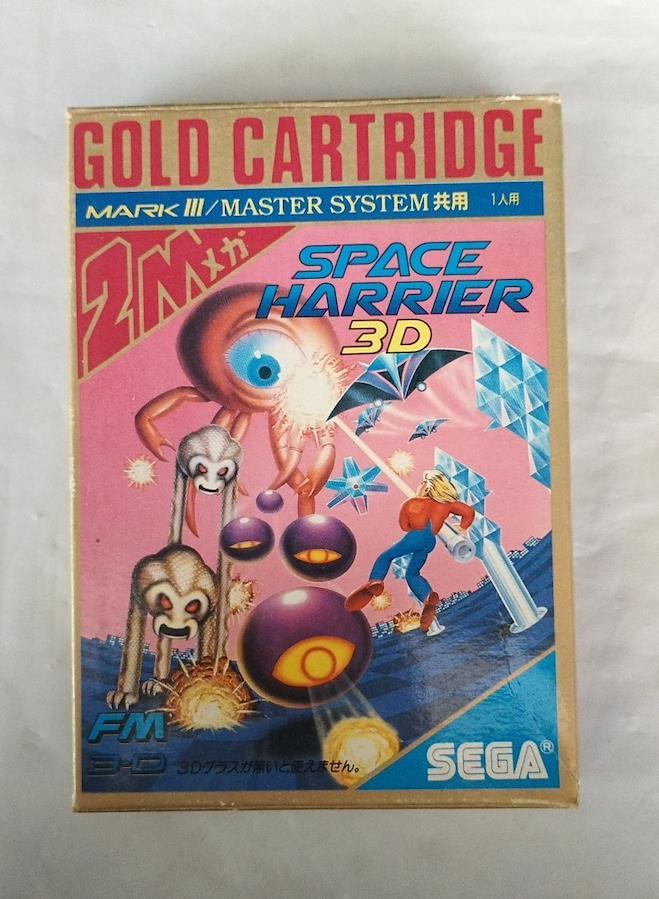 GOLD CARTRIDGE
MARK III/MASTER SYSTEM共用 1人用
2Mメガ
SPACE
HARRIER
3D
FM
3-D 3Dグラスが無いと使えません。
SEGA®